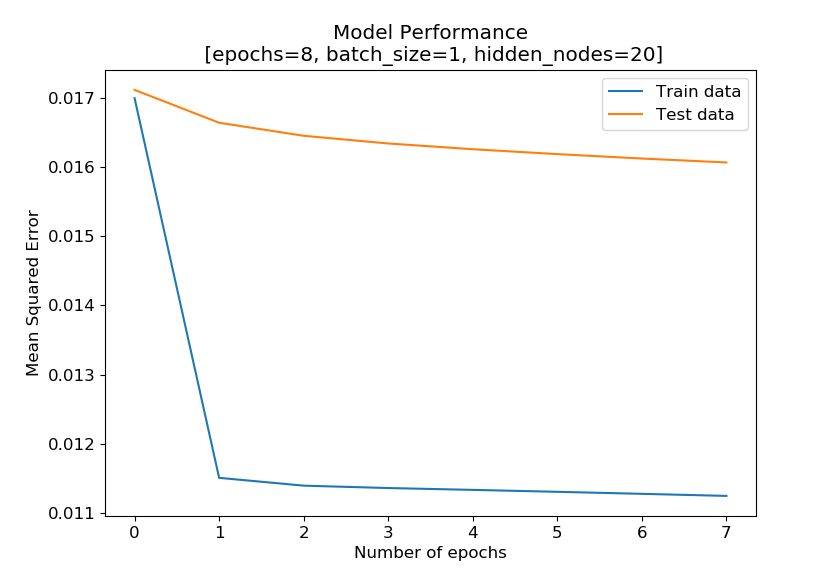 Model Performance
[epochs=8, batch_size=1, hidden_nodes=20]
Train data
Test data
Mean Squared Error
0.017
0.016
0.015
0.014
0.013
0.012
0.011
0 1 2 3 4 5 6 7
Number of epochs